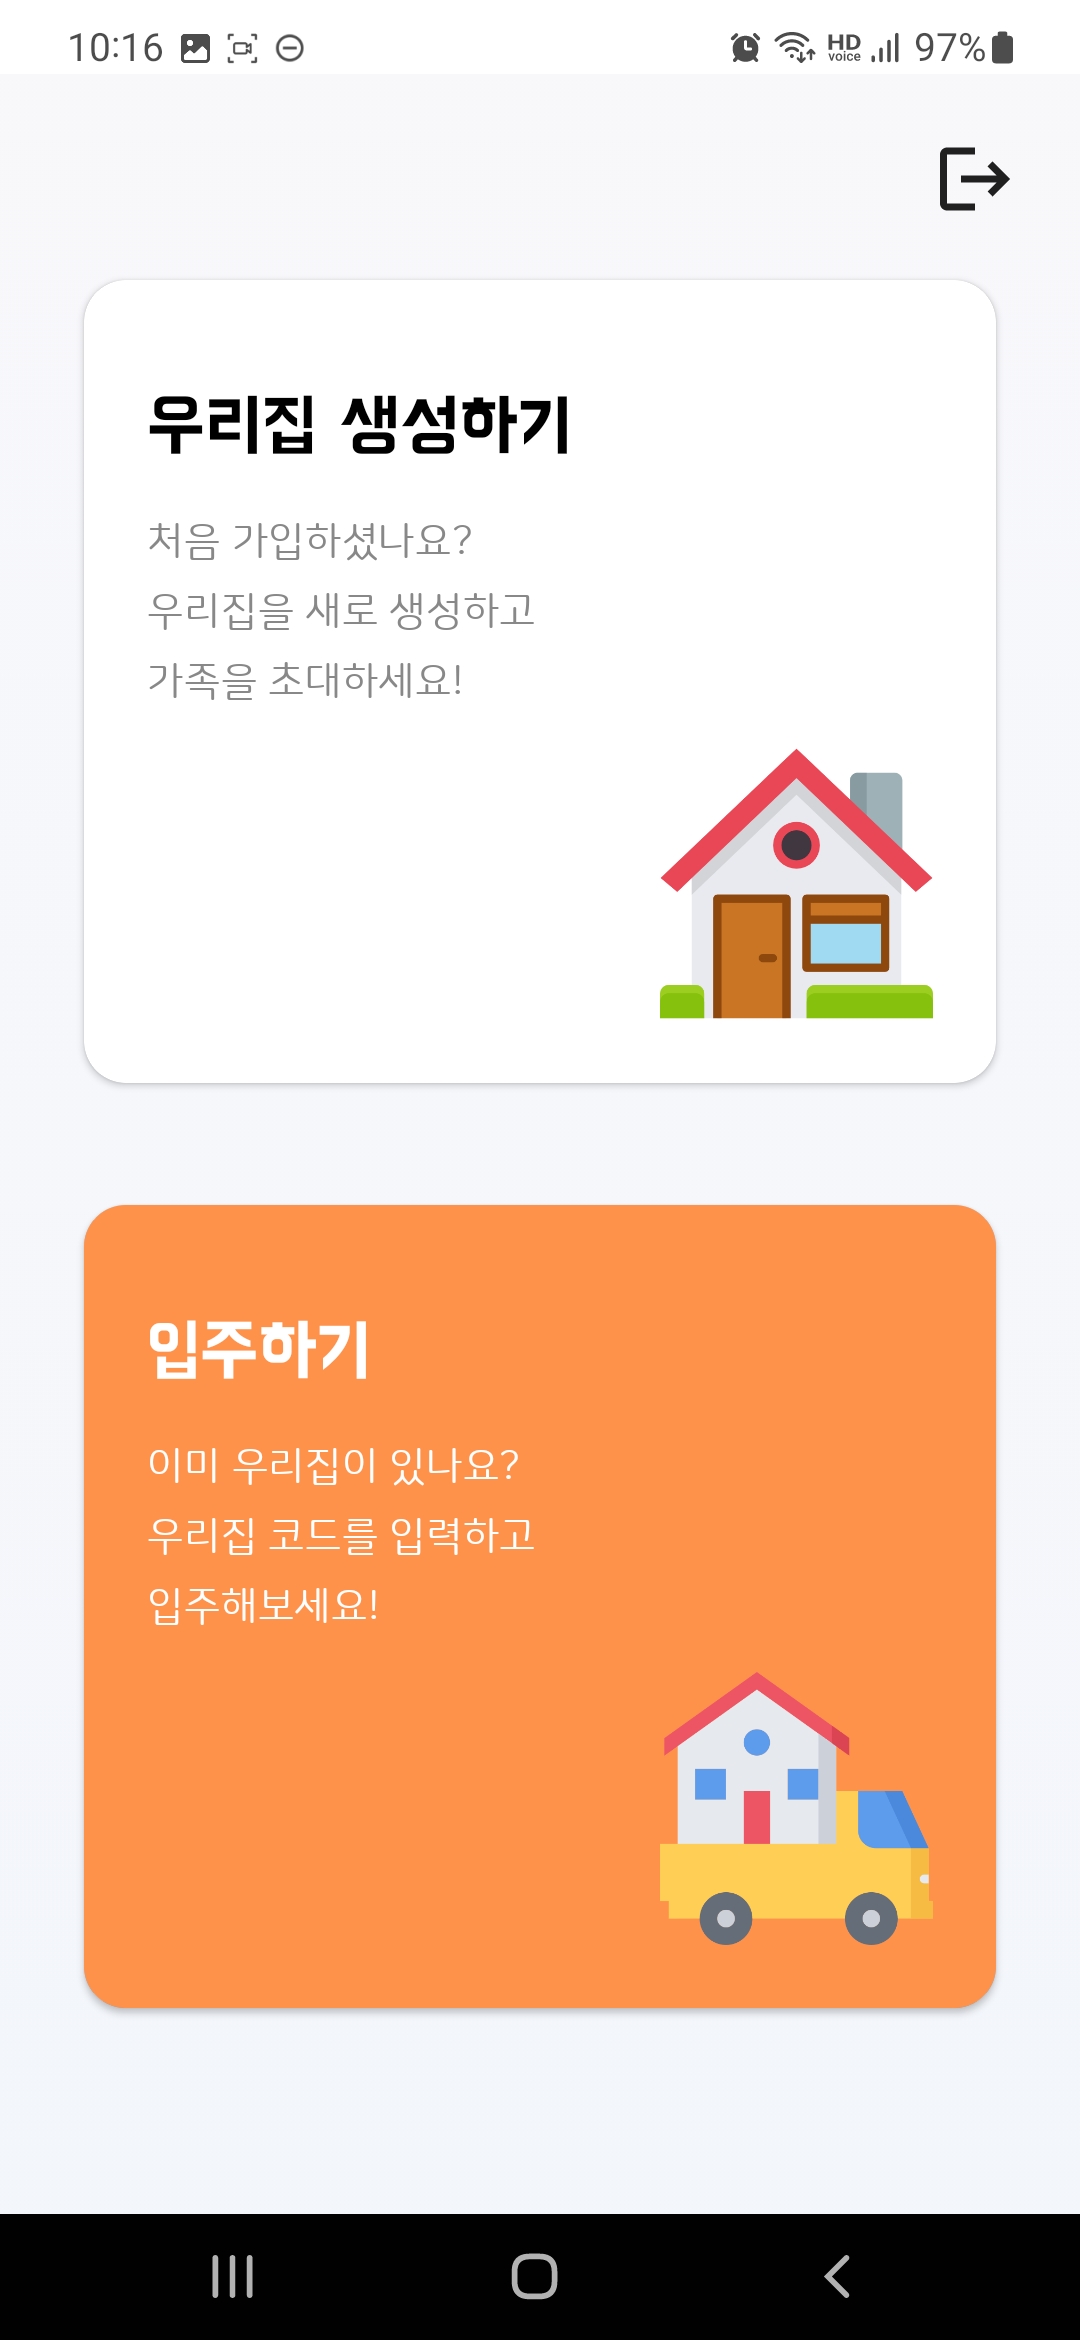 10:16 HD voice 97%
우리집 생성하기
처음 가입하셨나요?
우리집을 새로 생성하고
가족을 초대하세요!
입주하기
이미 우리집이 있나요?
우리집 코드를 입력하고
입주해보세요!